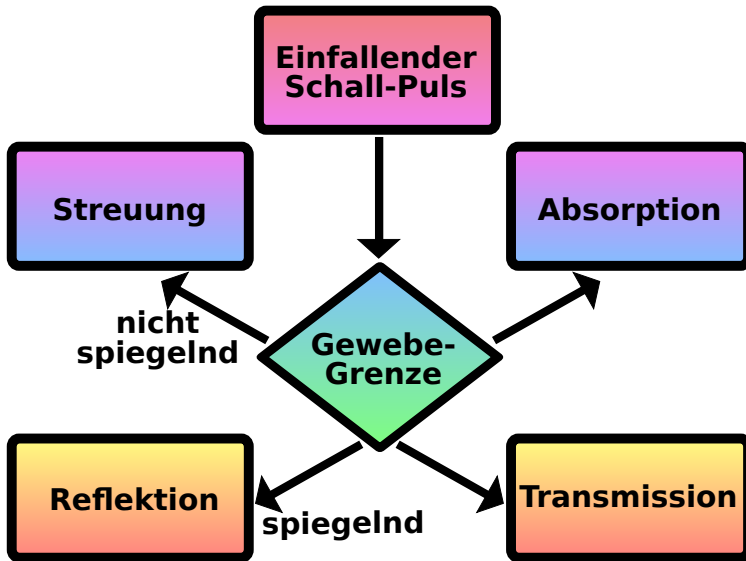 Einfallender
Schall-Puls
Streuung
Absorption
nicht
spiegelnd
Gewebe-
Grenze
Reflektion
Transmission
spiegelnd